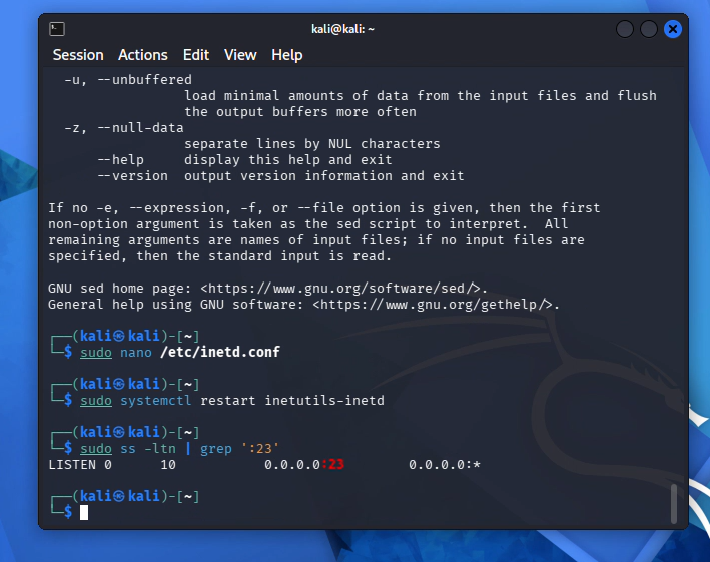 kali@kali: ~
Session Actions Edit View Help
-u, --unbuffered
load minimal amounts of data from the input files and flush
the output buffers more often
-z, --null-data
separate lines by NUL characters
--help display this help and exit
--version output version information and exit
If no -e, --expression, -f, or --file option is given, then the first
non-option argument is taken as the sed script to interpret. All
remaining arguments are names of input files; if no input files are
specified, then the standard input is read.
GNU sed home page: <https://www.gnu.org/software/sed/>.
General help using GNU software: <https://www.gnu.org/gethelp/>.
┌──(kali㉿kali)-[~]
└─$ sudo nano /etc/inetd.conf
┌──(kali㉿kali)-[~]
└─$ sudo systemctl restart inetutils-inetd
┌──(kali㉿kali)-[~]
└─$ sudo ss -ltn | grep ':23'
LISTEN 0 10 0.0.0.0:23 0.0.0.0:*
┌──(kali㉿kali)-[~]
└─$